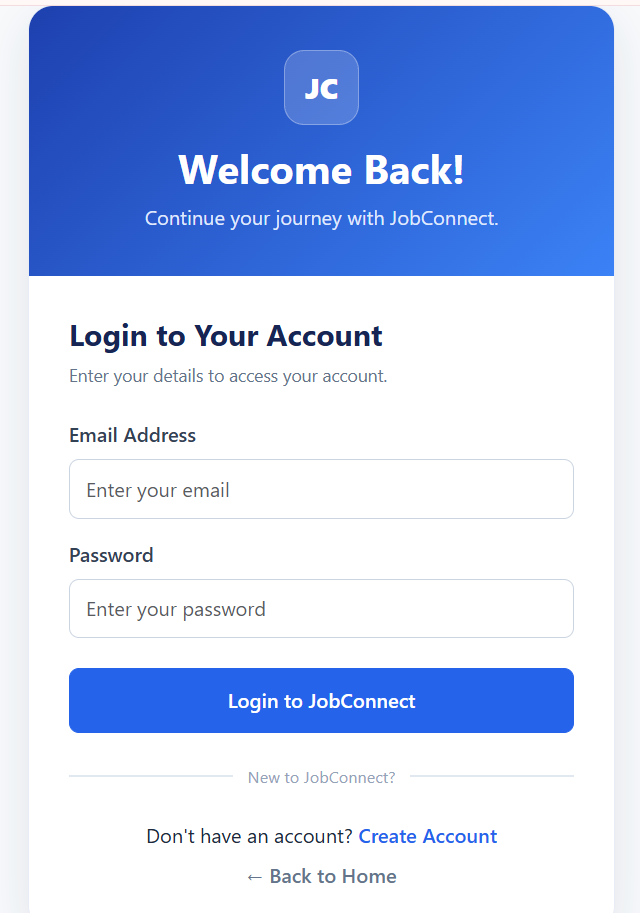 JC
Welcome Back!
Continue your journey with JobConnect.
Login to Your Account
Enter your details to access your account.
Email Address
Enter your email
Password
Enter your password
Login to JobConnect
New to JobConnect?
Don't have an account? Create Account
← Back to Home